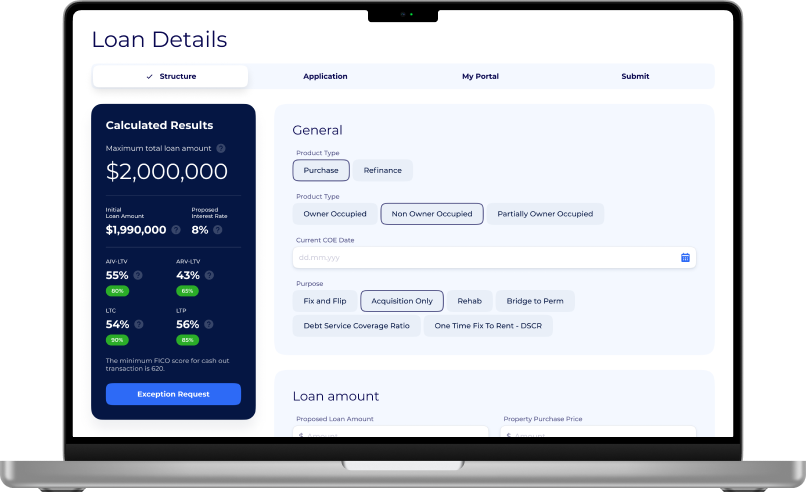 Loan Details
Structure
Application
My Portal
Submit
Calculated Results
Maximum total loan amount ?
$2,000,000
Initial
Loan Amount
$1,990,000 ?
Proposed
Interest Rate
8% ?
AIV-LTV
55% ?
80%
ARV-LTV
43% ?
65%
LTC
54% ?
90%
LTP
56% ?
85%
The minimum FICO score for cash out
transaction is 620.
Exception Request
General
Product Type
Purchase
Refinance
Product Type
Owner Occupied
Non Owner Occupied
Partially Owner Occupied
Current COE Date
dd.mm.yyy
Purpose
Fix and Flip
Acquisition Only
Rehab
Bridge to Perm
Debt Service Coverage Ratio
One Time Fix To Rent - DSCR
Loan amount
Proposed Loan Amount
$ Amount
Property Purchase Price
$ Amount